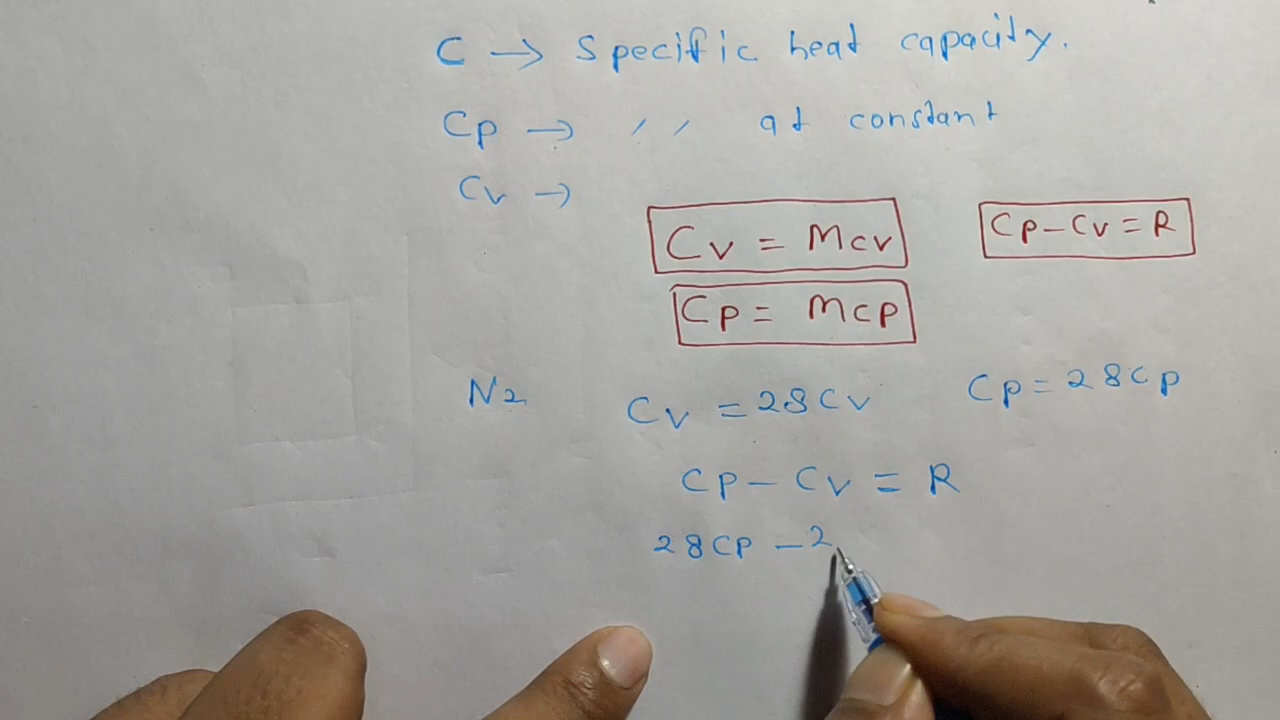 C → Specific heat capacity.
Cp → ,, at constant
Cv →
Cv = Mcv
Cp - Cv = R
Cp = Mcp
N2 Cv = 28cv Cp = 28cp
Cp - Cv = R
28cp - 2